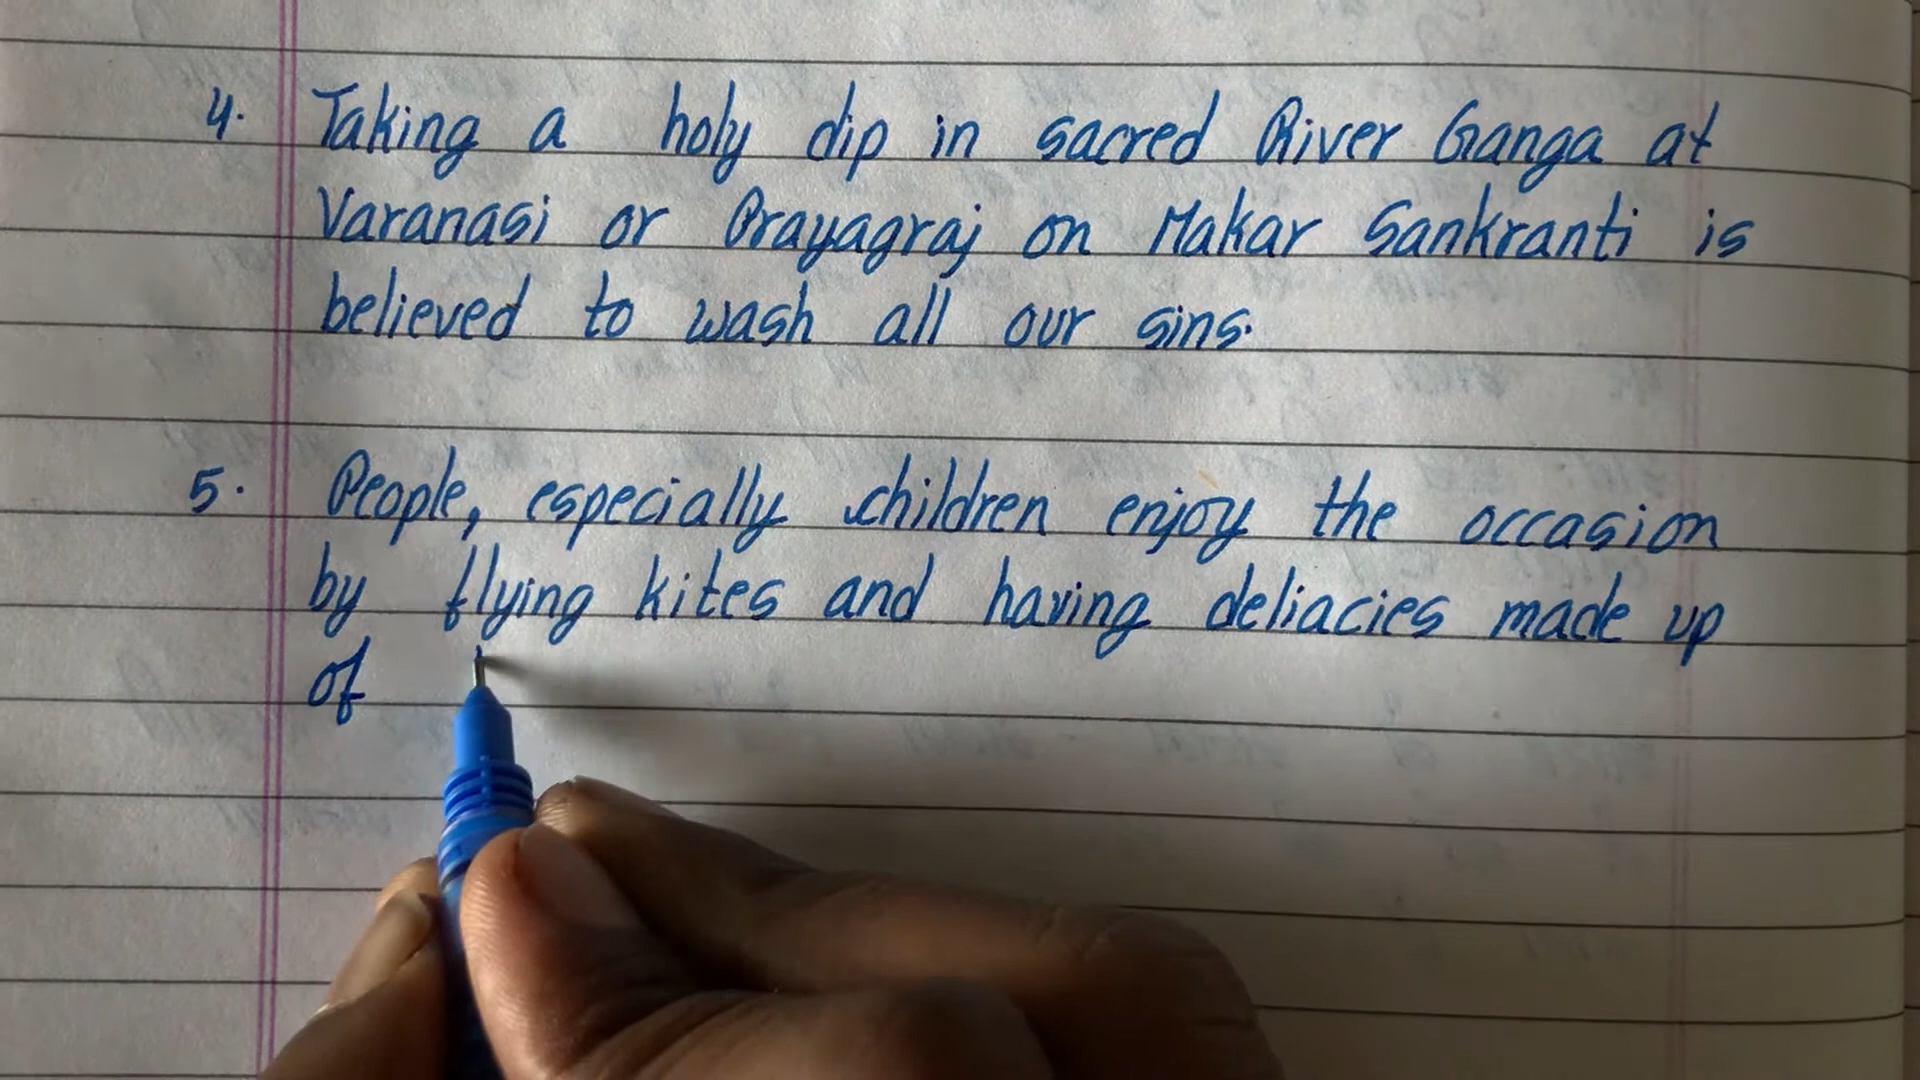 4. Taking a holy dip in sacred River Ganga at
Varanasi or Prayagraj on Makar Sankranti is
believed to wash all our sins.
5. People, especially children enjoy the occasion
by flying kites and having deliacies made up
of